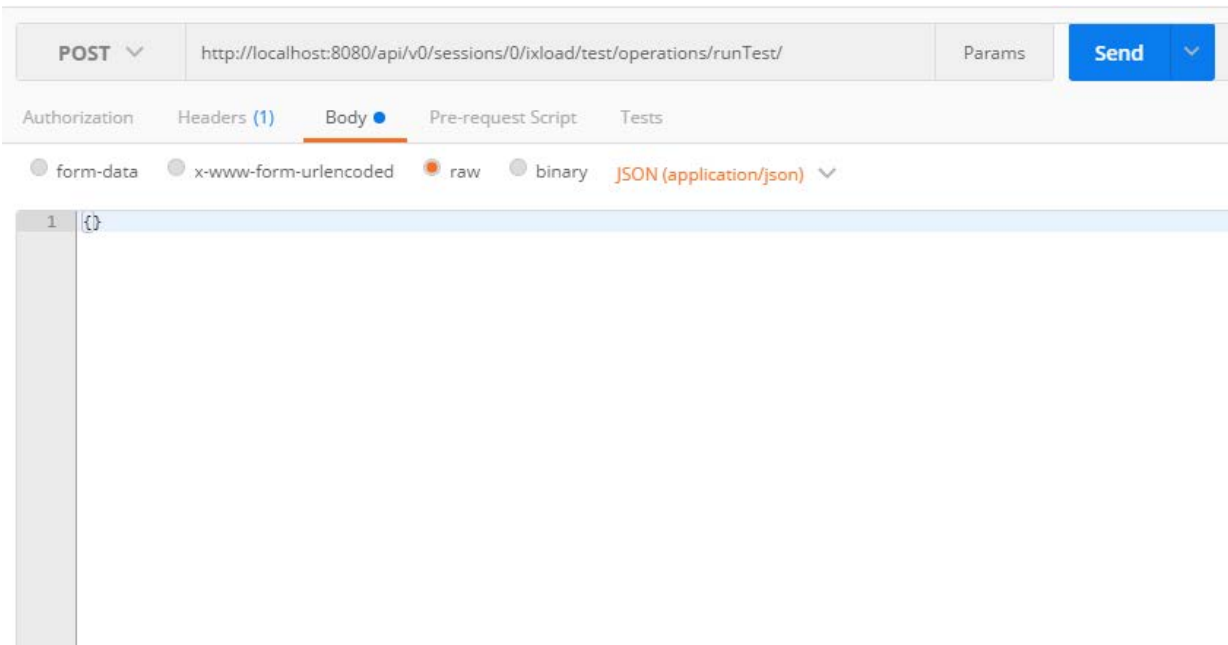 POST http://localhost:8080/api/v0/sessions/0/ixload/test/operations/runTest/ Params Send
Authorization Headers (1) Body Pre-request Script Tests
form-data x-www-form-urlencoded raw binary JSON (application/json)
1 {}